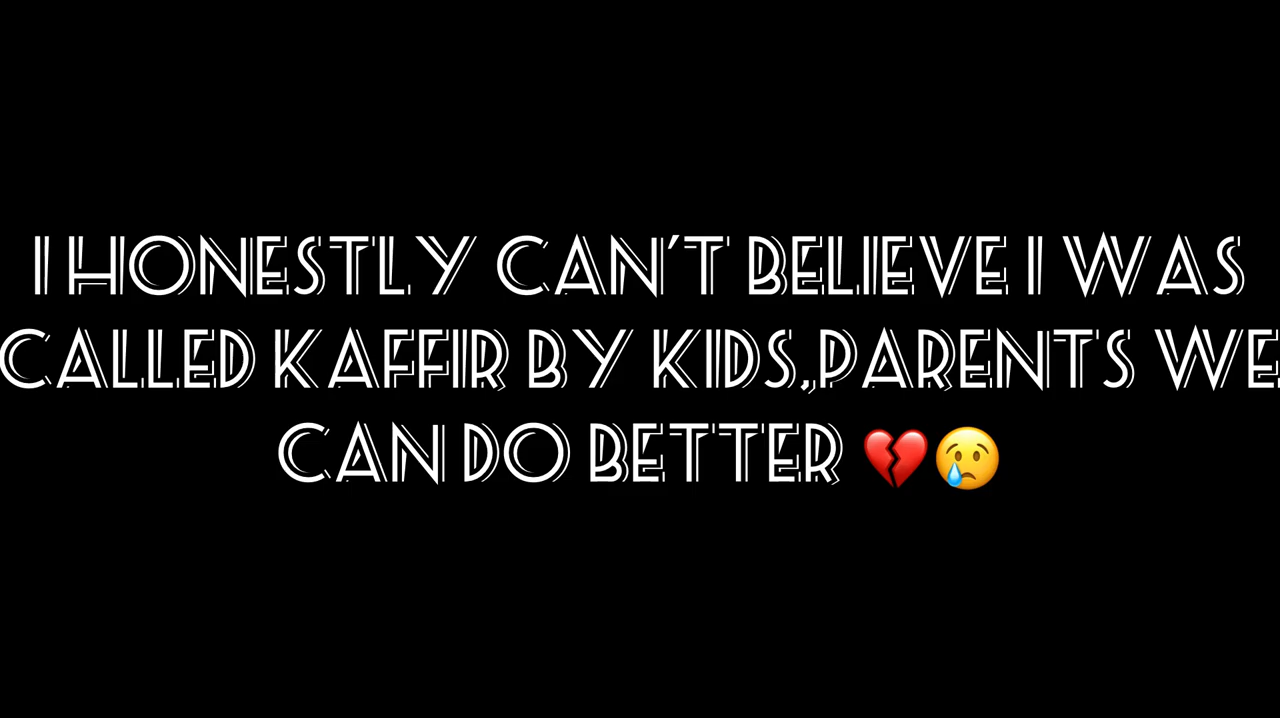 I HONESTLY CAN'T BELIEVE I WAS
CALLED KAFFIR BY KIDS,,PARENTS WE
CAN DO BETTER 💔😢